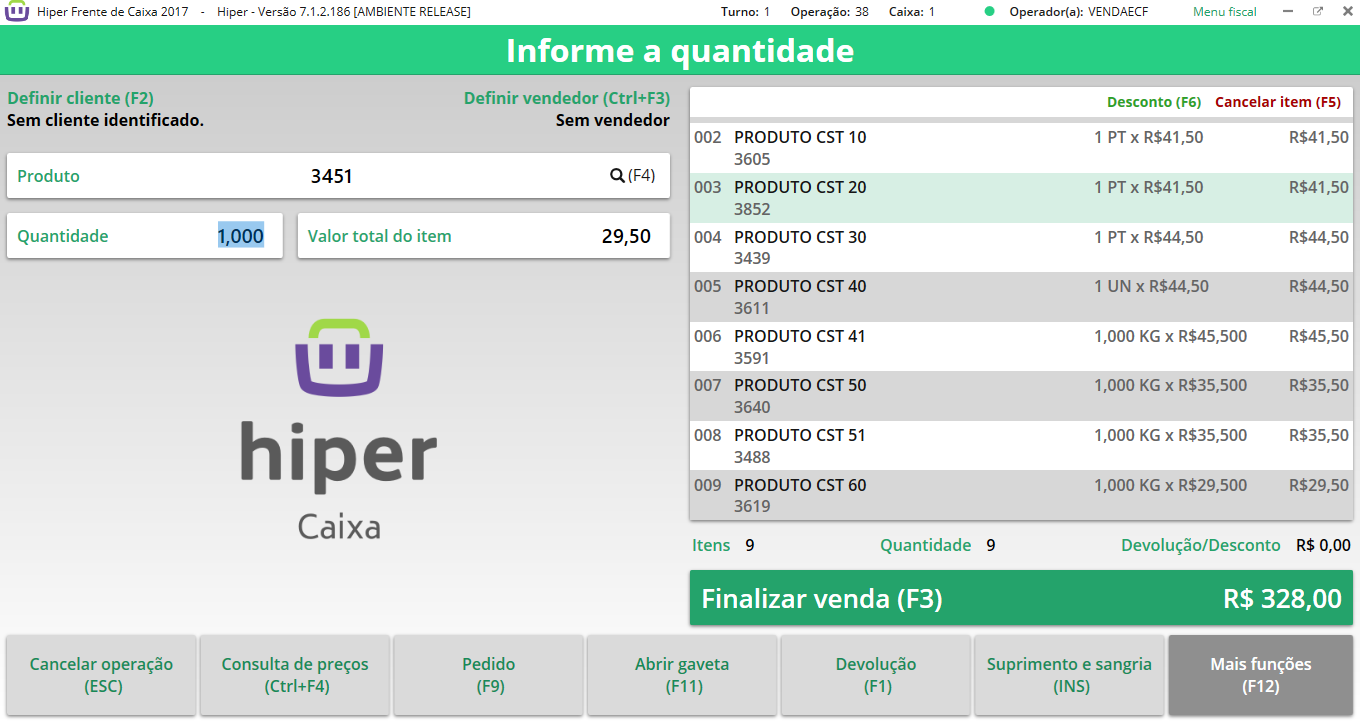 Hiper Frente de Caixa 2017 - Hiper - Versão 7.1.2.186 [AMBIENTE RELEASE] Turno: 1 Operação: 38 Caixa: 1 Operador(a): VENDAECF Menu fiscal
Informe a quantidade
Definir cliente (F2) Definir vendedor (Ctrl+F3)
Sem cliente identificado. Sem vendedor
Produto 3451 (F4)
Quantidade 1,000 Valor total do item 29,50
hiper
Caixa
Desconto (F6) Cancelar item (F5)
002 PRODUTO CST 10 1 PT x R$41,50 R$41,50
3605
003 PRODUTO CST 20 1 PT x R$41,50 R$41,50
3852
004 PRODUTO CST 30 1 PT x R$44,50 R$44,50
3439
005 PRODUTO CST 40 1 UN x R$44,50 R$44,50
3611
006 PRODUTO CST 41 1,000 KG x R$45,500 R$45,50
3591
007 PRODUTO CST 50 1,000 KG x R$35,500 R$35,50
3640
008 PRODUTO CST 51 1,000 KG x R$35,500 R$35,50
3488
009 PRODUTO CST 60 1,000 KG x R$29,500 R$29,50
3619
Itens 9 Quantidade 9 Devolução/Desconto R$ 0,00
Finalizar venda (F3) R$ 328,00
Cancelar operação
(ESC)
Consulta de preços
(Ctrl+F4)
Pedido
(F9)
Abrir gaveta
(F11)
Devolução
(F1)
Suprimento e sangria
(INS)
Mais funções
(F12)